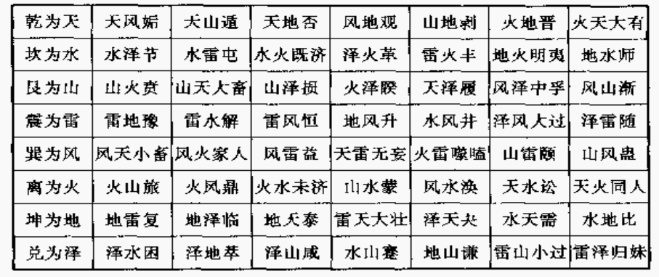 乾为天 天风姤 天山遁 天地否 风地观 山地剥 火地晋 火天大有
坎为水 水泽节 水雷屯 水火既济 泽火革 雷火丰 地火明夷 地水师
艮为山 山火贲 山天大畜 山泽损 火泽睽 天泽履 风泽中孚 风山渐
震为雷 雷地豫 雷水解 雷风恒 地风升 水风井 泽风大过 泽雷随
巽为风 风天小畜 风火家人 风雷益 天雷无妄 火雷噬嗑 山雷颐 山风蛊
离为火 火山旅 火风鼎 火水未济 山水蒙 风水涣 天水讼 天火同人
坤为地 地雷复 地泽临 地天泰 雷天大壮 泽天夬 水天需 水地比
兑为泽 泽水困 泽地萃 泽山咸 水山蹇 地山谦 雷山小过 雷泽归妹